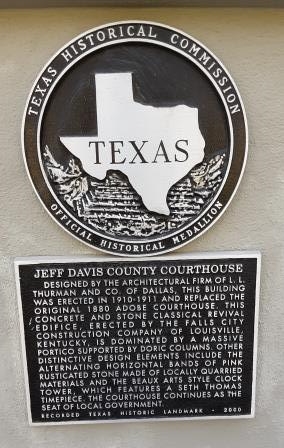 TEXAS HISTORICAL COMMISSION
TEXAS
OFFICIAL HISTORICAL MEDALLION
JEFF DAVIS COUNTY COURTHOUSE
DESIGNED BY THE ARCHITECTURAL FIRM OF L. L.
THURMAN AND CO. OF DALLAS, THIS BUILDING
WAS ERECTED IN 1910-1911 AND REPLACED THE
ORIGINAL 1880 ADOBE COURTHOUSE. THIS
CONCRETE AND STONE CLASSICAL REVIVAL
EDIFICE, ERECTED BY THE FALLS CITY
CONSTRUCTION COMPANY OF LOUISVILLE,
KENTUCKY, IS DOMINATED BY A MASSIVE
PORTICO SUPPORTED BY DORIC COLUMNS. OTHER
DISTINCTIVE DESIGN ELEMENTS INCLUDE THE
ALTERNATING HORIZONTAL BANDS OF PINK
RUSTICATED STONE MADE OF LOCALLY QUARRIED
MATERIALS AND THE BEAUX ARTS STYLE CLOCK
TOWER, WHICH FEATURES A SETH THOMAS
TIMEPIECE. THE COURTHOUSE CONTINUES AS THE
SEAT OF LOCAL GOVERNMENT.
RECORDED TEXAS HISTORIC LANDMARK - 2000